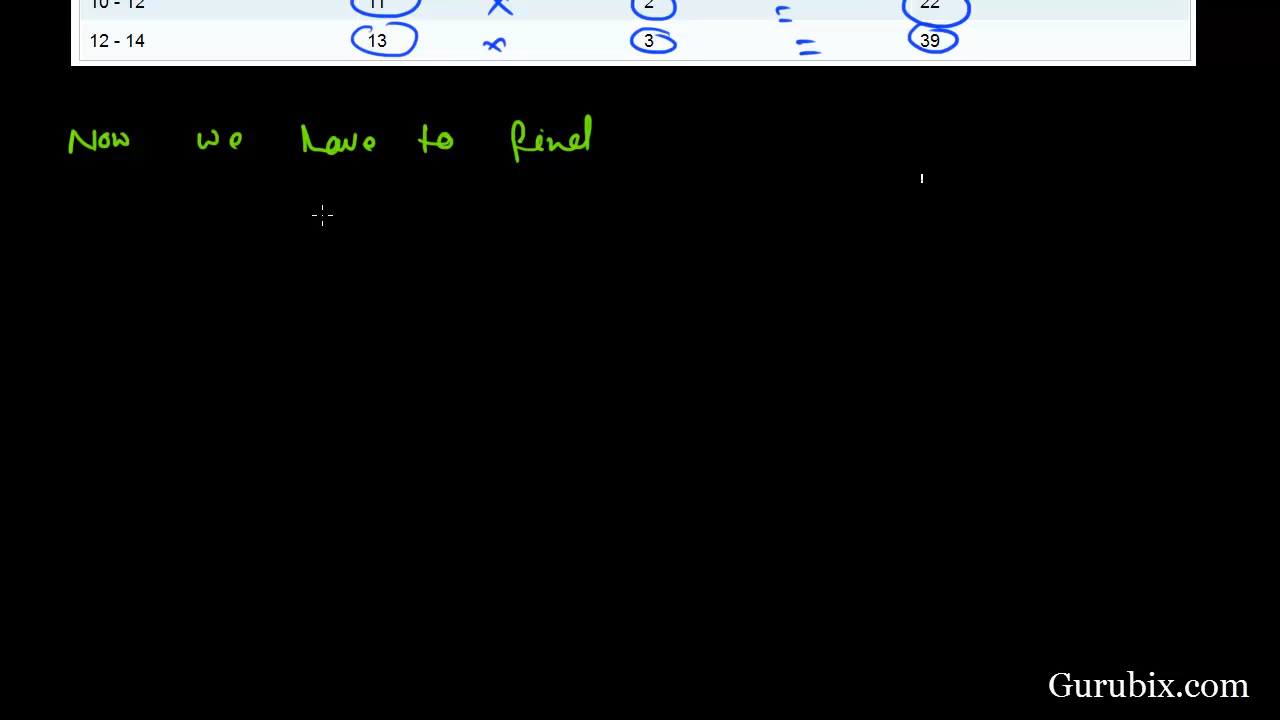 10 - 12 11 × 2 = 22
12 - 14 13 × 3 = 39
Now we have to find
Gurubix.com